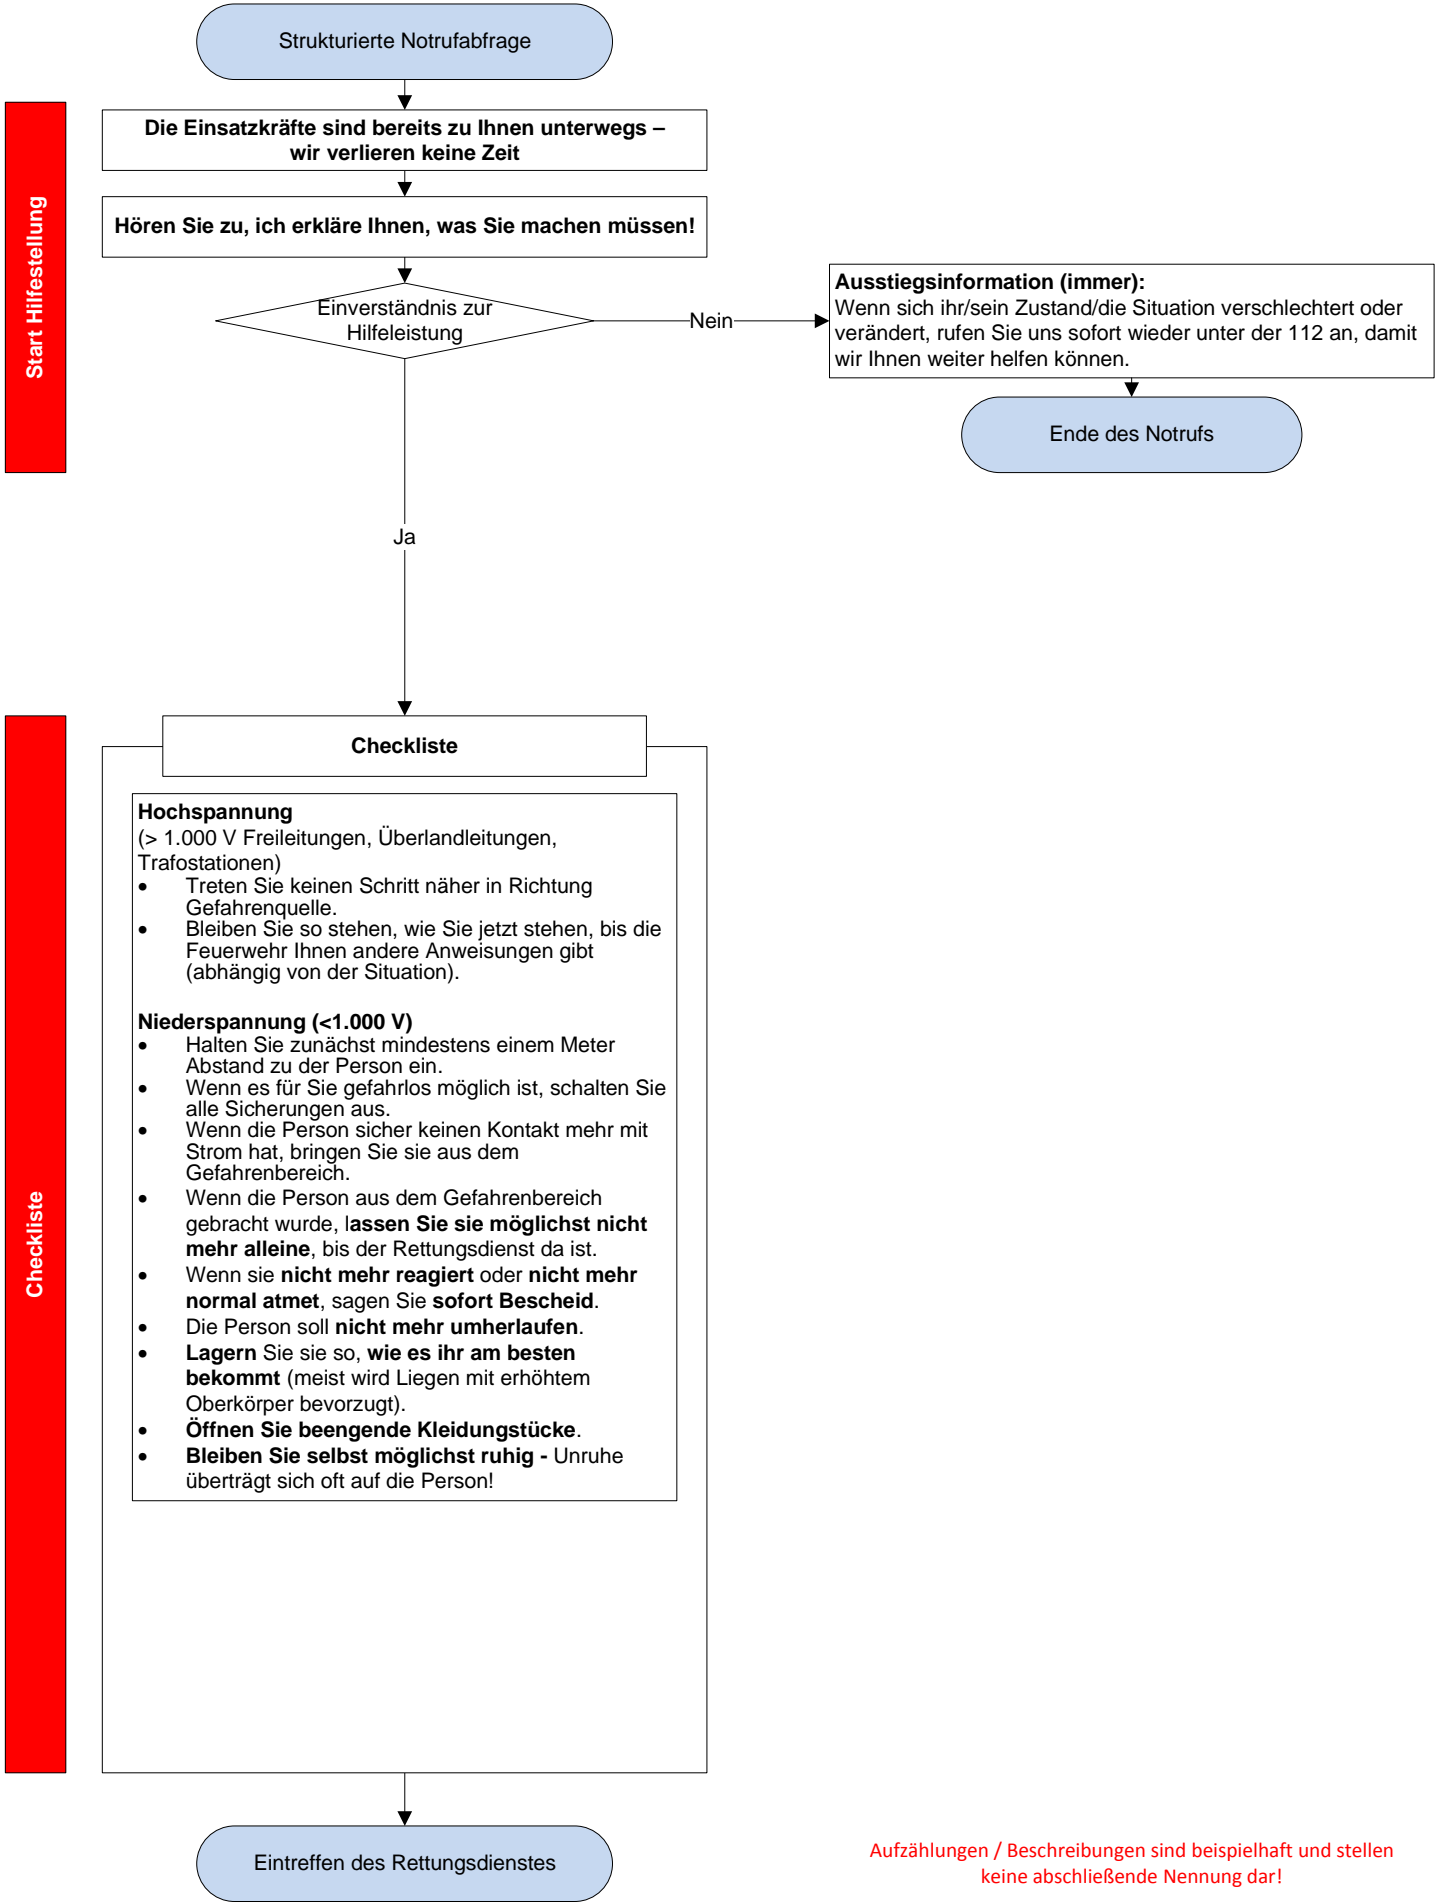 Strukturierte Notrufabfrage
Start Hilfestellung
Die Einsatzkräfte sind bereits zu Ihnen unterwegs –
wir verlieren keine Zeit
Hören Sie zu, ich erkläre Ihnen, was Sie machen müssen!
Einverständnis zur
Hilfeleistung
Nein
Ausstiegsinformation (immer):
Wenn sich ihr/sein Zustand/die Situation verschlechtert oder
verändert, rufen Sie uns sofort wieder unter der 112 an, damit
wir Ihnen weiter helfen können.
Ende des Notrufs
Ja
Checkliste
Checkliste
Hochspannung
(> 1.000 V Freileitungen, Überlandleitungen,
Trafostationen)
• Treten Sie keinen Schritt näher in Richtung
Gefahrenquelle.
• Bleiben Sie so stehen, wie Sie jetzt stehen, bis die
Feuerwehr Ihnen andere Anweisungen gibt
(abhängig von der Situation).
Niederspannung (<1.000 V)
• Halten Sie zunächst mindestens einem Meter
Abstand zu der Person ein.
• Wenn es für Sie gefahrlos möglich ist, schalten Sie
alle Sicherungen aus.
• Wenn die Person sicher keinen Kontakt mehr mit
Strom hat, bringen Sie sie aus dem
Gefahrenbereich.
• Wenn die Person aus dem Gefahrenbereich
gebracht wurde, lassen Sie sie möglichst nicht
mehr alleine, bis der Rettungsdienst da ist.
• Wenn sie nicht mehr reagiert oder nicht mehr
normal atmet, sagen Sie sofort Bescheid.
• Die Person soll nicht mehr umherlaufen.
• Lagern Sie sie so, wie es ihr am besten
bekommt (meist wird Liegen mit erhöhtem
Oberkörper bevorzugt).
• Öffnen Sie beengende Kleidungstücke.
• Bleiben Sie selbst möglichst ruhig - Unruhe
überträgt sich oft auf die Person!
Eintreffen des Rettungsdienstes
Aufzählungen / Beschreibungen sind beispielhaft und stellen
keine abschließende Nennung dar!